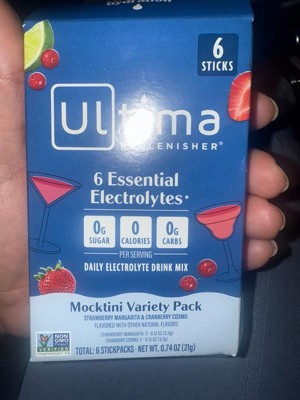 6
STICKS
Ultima
REPLENISHER®
6 Essential
Electrolytes*
0g
SUGAR
0
CALORIES
0g
CARBS
PER SERVING
DAILY ELECTROLYTE DRINK MIX
Mocktini Variety Pack
STRAWBERRY MARGARITA & CRANBERRY COSMO
FLAVORED WITH OTHER NATURAL FLAVORS
NON
GMO
VERIFIED
TOTAL: 6 STICKPACKS • NET WT. 0.74 OZ (21g)